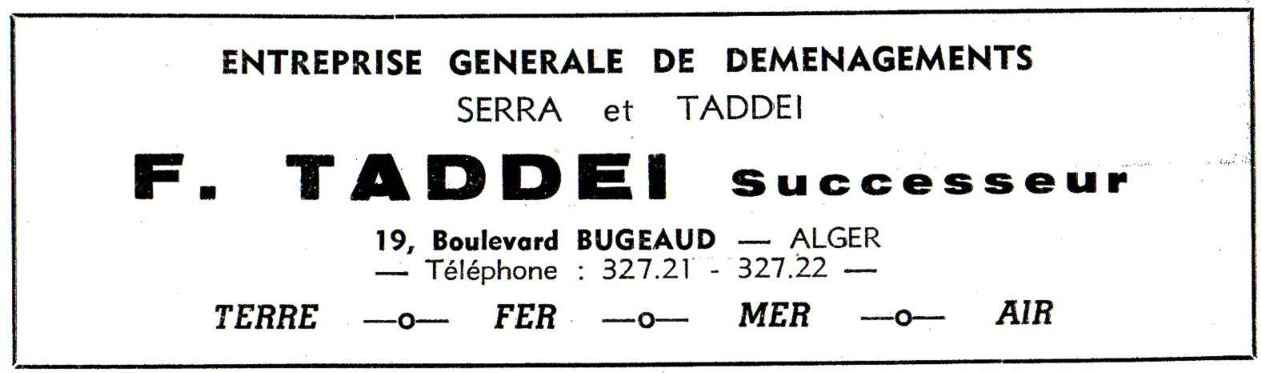 ENTREPRISE GENERALE DE DEMENAGEMENTS
SERRA et TADDEI
F. TADDEI Successeur
19, Boulevard BUGEAUD — ALGER
— Téléphone : 327.21 - 327.22 —
TERRE —o— FER —o— MER —o— AIR